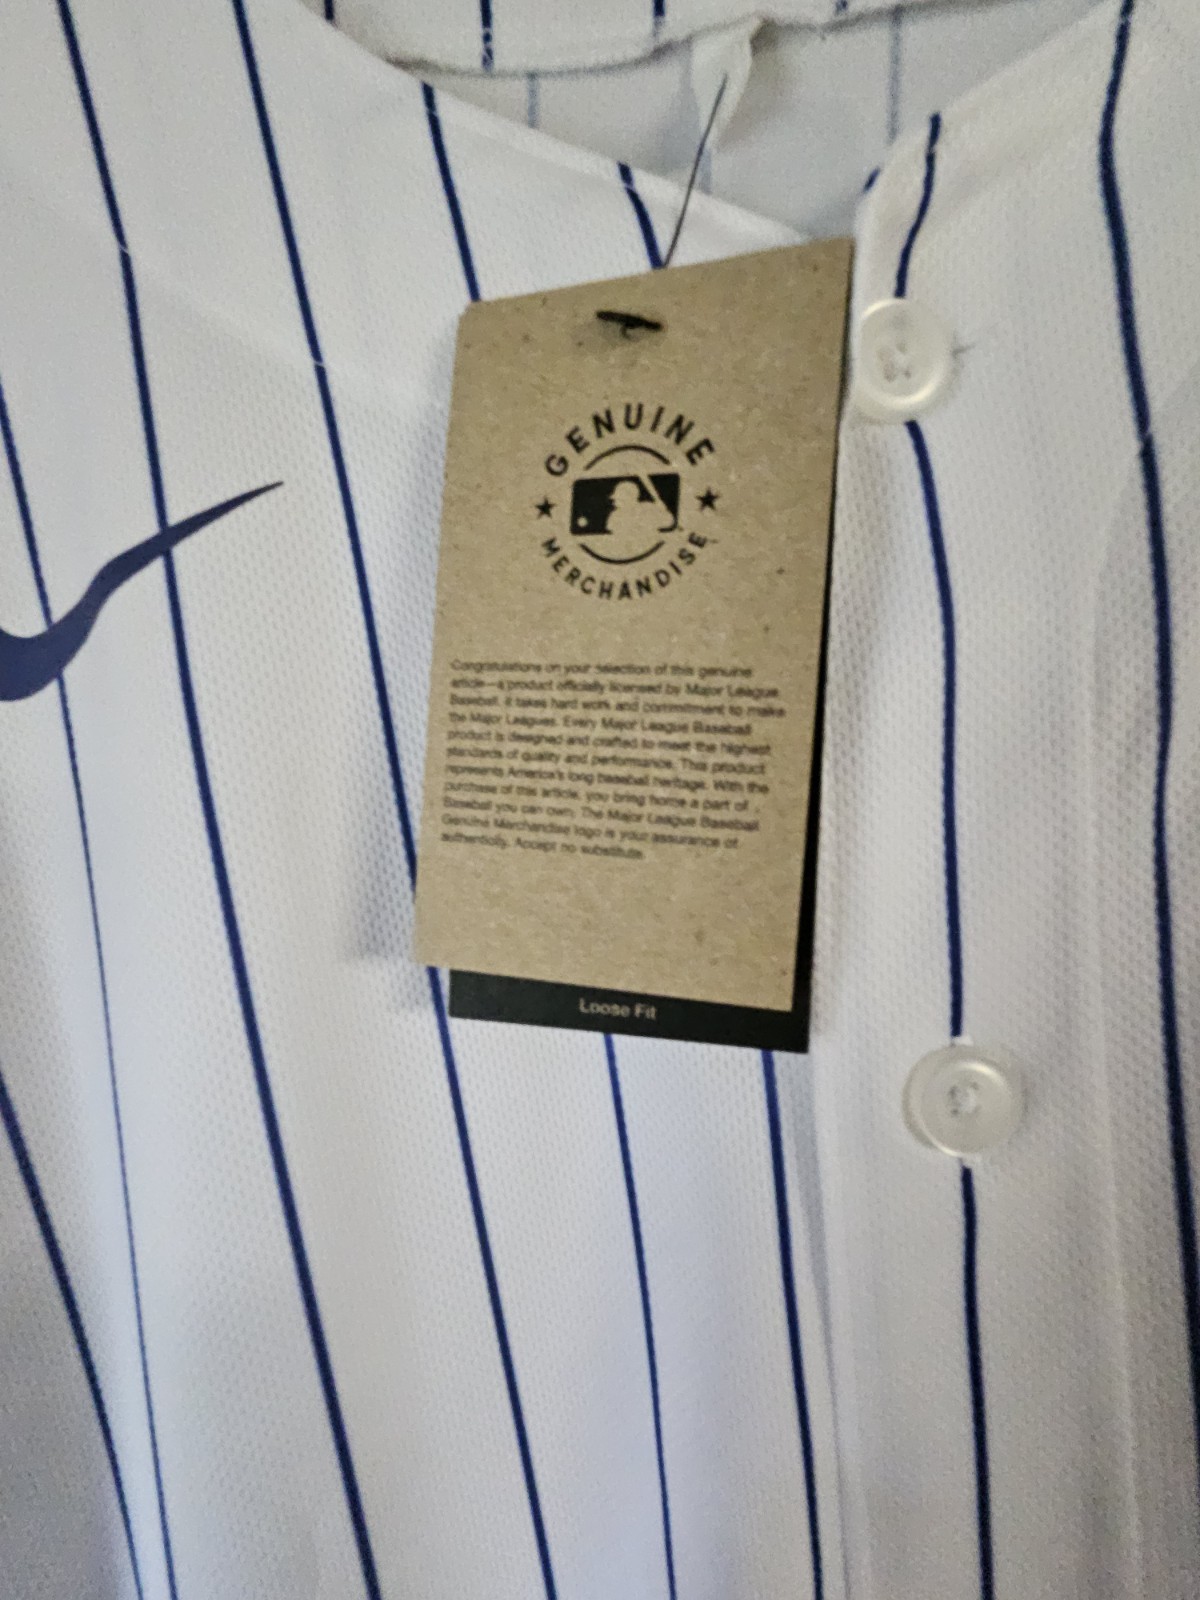 GENUINE
MERCHANDISE
Congratulations on your selection of this genuine
article—a product officially licensed by Major League
Baseball. It takes hard work and commitment to make
the Major Leagues. Every Major League Baseball
product is designed and crafted to meet the highest
standards of quality and performance. This product
represents America's long baseball heritage. With the
purchase of this article, you bring home a part of
Baseball you can own. The Major League Baseball
Genuine Merchandise logo is your assurance of
authenticity. Accept no substitute.
Loose Fit